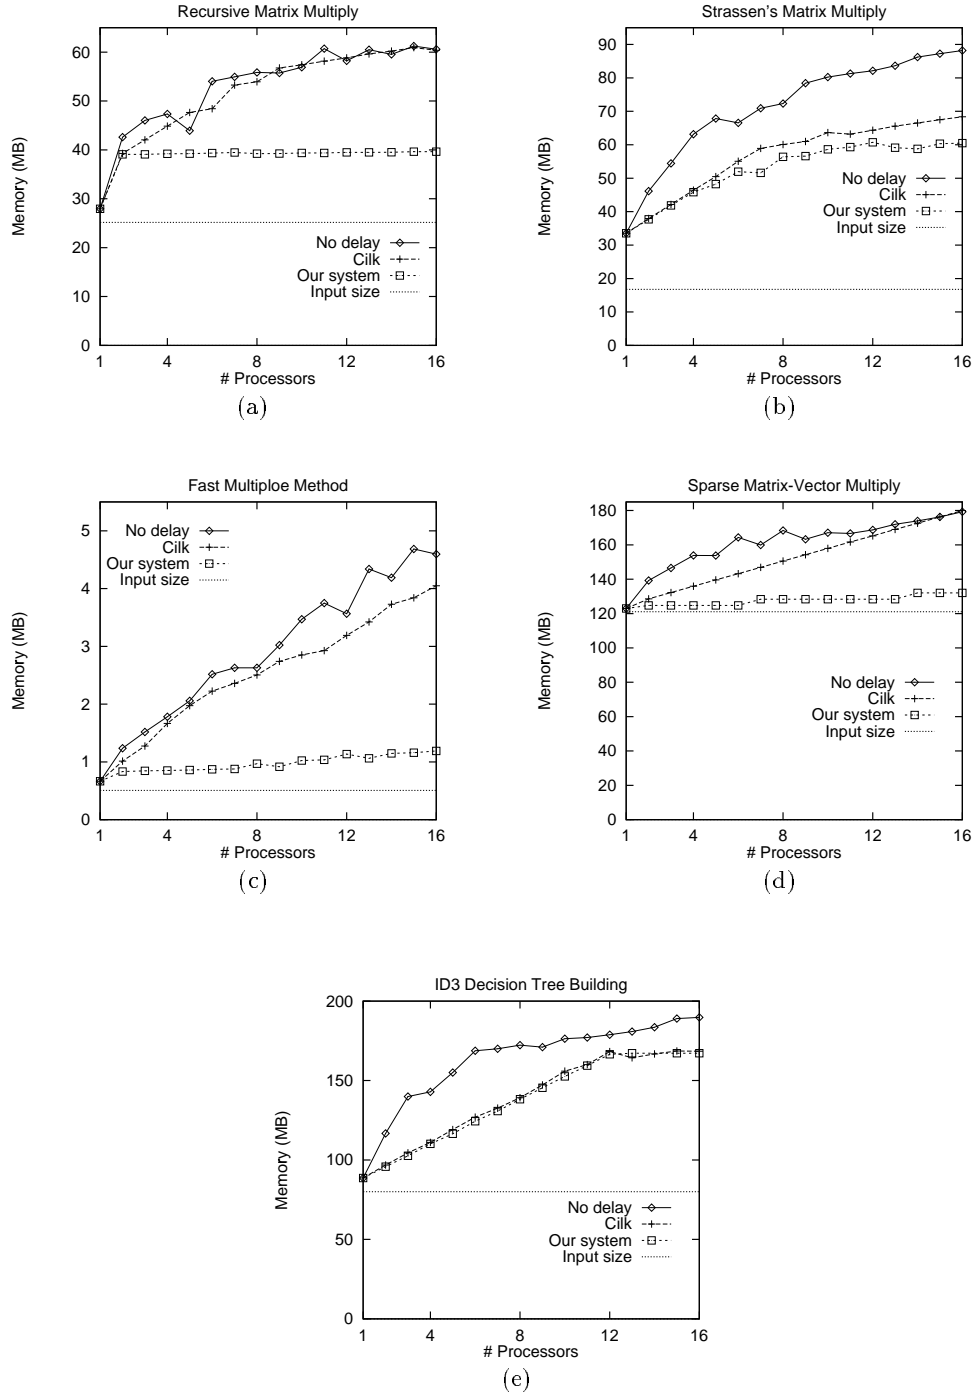 Recursive Matrix Multiply
Memory (MB)
60
50
40
30
20
10
0
No delay
Cilk
Our system
Input size
1 4 8 12 16
# Processors
(a)
Strassen's Matrix Multiply
Memory (MB)
90
80
70
60
50
40
30
20
10
0
No delay
Cilk
Our system
Input size
1 4 8 12 16
# Processors
(b)
Fast Multiploe Method
Memory (MB)
5
4
3
2
1
0
No delay
Cilk
Our system
Input size
1 4 8 12 16
# Processors
(c)
Sparse Matrix-Vector Multiply
Memory (MB)
180
160
140
120
100
80
60
40
20
0
No delay
Cilk
Our system
Input size
1 4 8 12 16
# Processors
(d)
ID3 Decision Tree Building
Memory (MB)
200
150
100
50
0
No delay
Cilk
Our system
Input size
1 4 8 12 16
# Processors
(e)